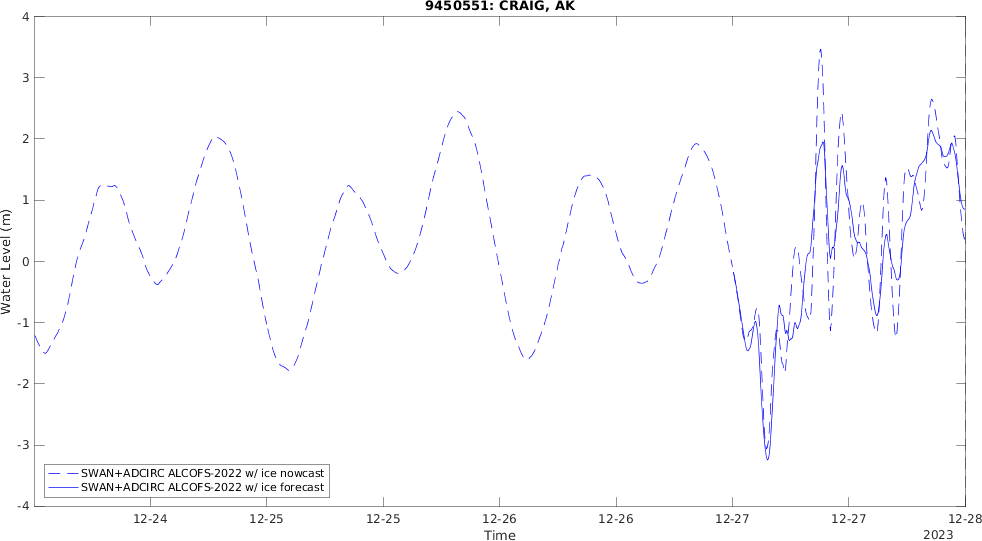 9450551: CRAIG, AK
4
3
2
1
0
-1
-2
-3
-4
Water Level (m)
SWAN+ADCIRC ALCOFS-2022 w/ ice nowcast
SWAN+ADCIRC ALCOFS-2022 w/ ice forecast
12-24 12-25 12-25 12-26 12-26 12-27 12-27 12-28
Time
2023